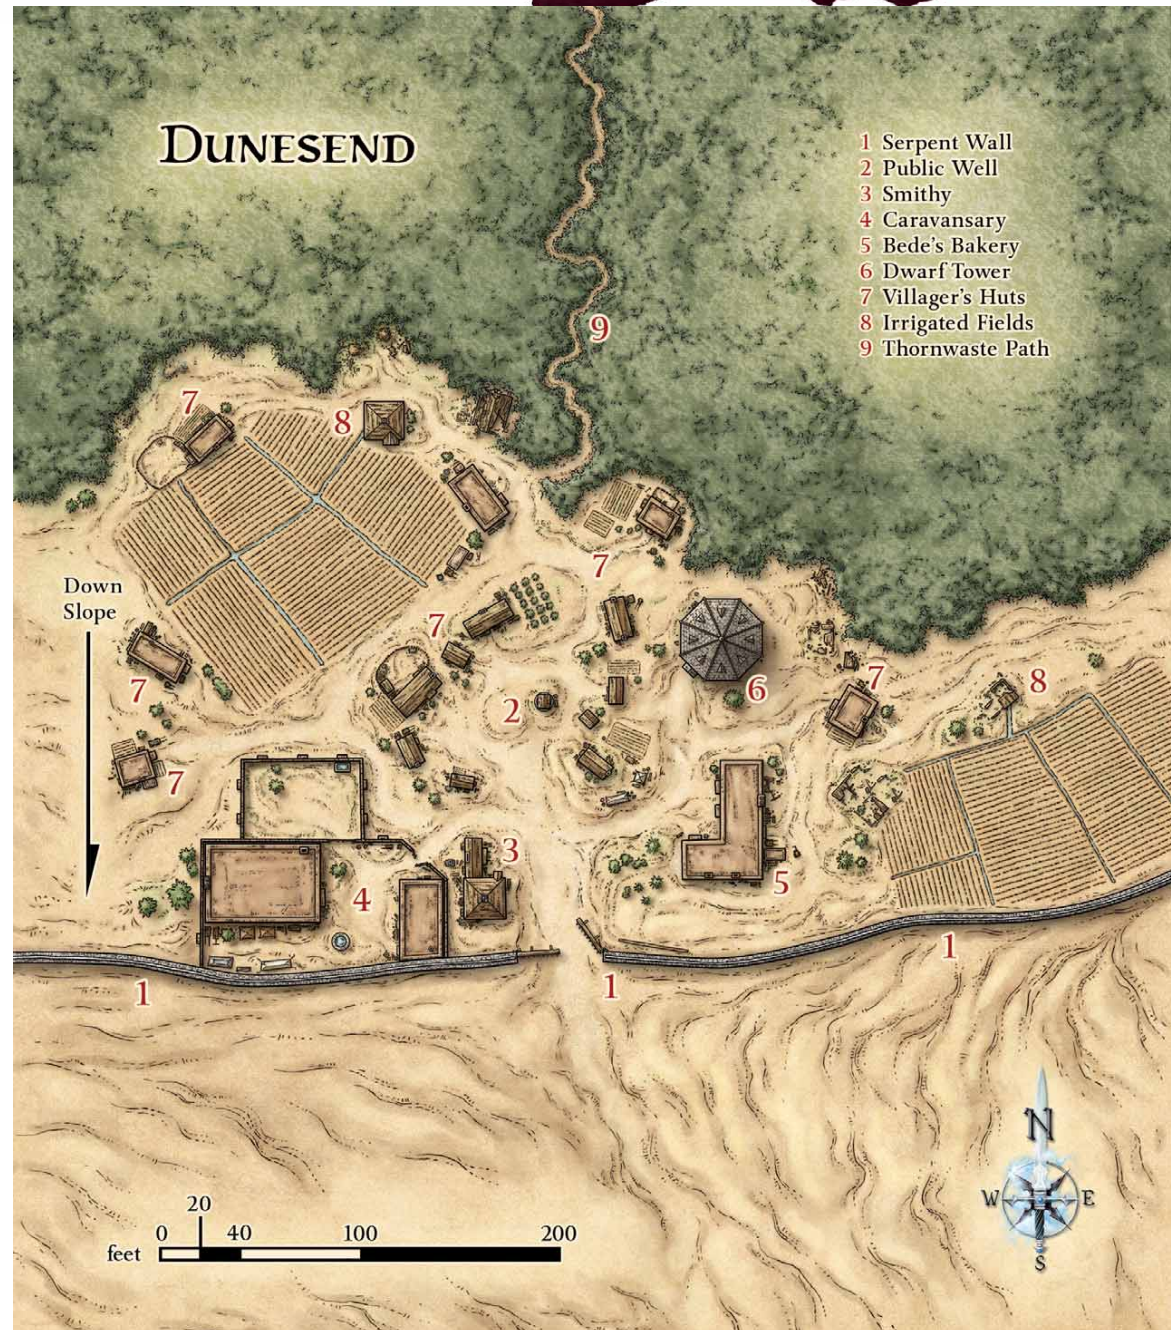 DUNESEND
1 Serpent Wall
2 Public Well
3 Smithy
4 Caravansary
5 Bede's Bakery
6 Dwarf Tower
7 Villager's Huts
8 Irrigated Fields
9 Thornwaste Path
9
7
8
7
Down
Slope
7
7
6
7
8
2
7
3
5
4
1
1
1
N
W E
S
20
0 40 100 200
feet